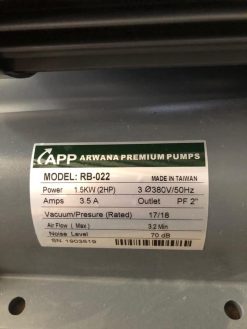 APP ARWANA PREMIUM PUMPS
MODEL: RB-022 MADE IN TAIWAN
Power 1.5KW (2HP) 3 Ø380V/50Hz
Amps 3.5 A Outlet PF 2"
Vacuum/Presure (Rated) 17/18
Air Flow ( Max ) 3.2 Min
Noise Level 70 dB
SN. 1903519